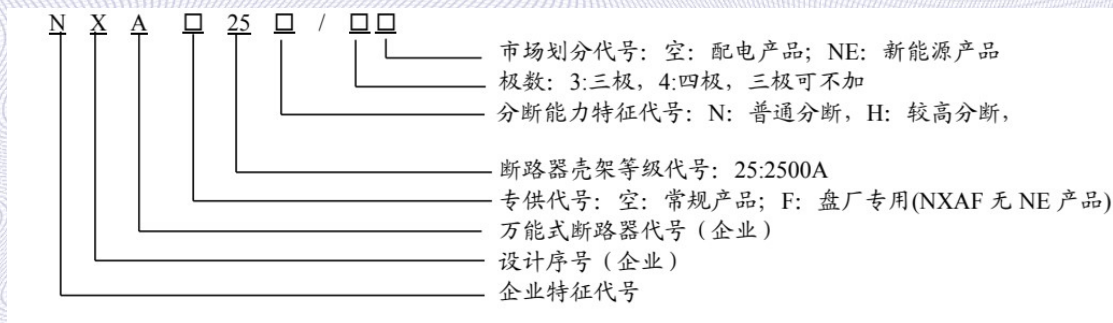 N X A □ 25 □ / □□
市场划分代号：空：配电产品；NE：新能源产品
极数：3:三极，4:四极，三极可不加
分断能力特征代号：N：普通分断，H：较高分断，
断路器壳架等级代号：25:2500A
专供代号：空：常规产品；F：盘厂专用(NXAF 无 NE 产品)
万能式断路器代号（企业）
设计序号（企业）
企业特征代号